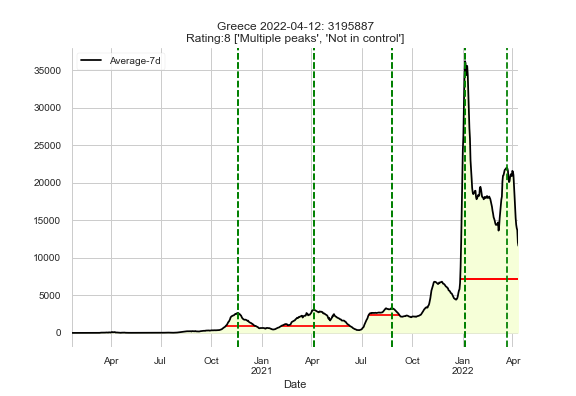 Greece 2022-04-12: 3195887
Rating:8 ['Multiple peaks', 'Not in control']
Average-7d
35000
30000
25000
20000
15000
10000
5000
0
Apr Jul Oct Jan Apr Jul Oct Jan Apr
2021 2022
Date